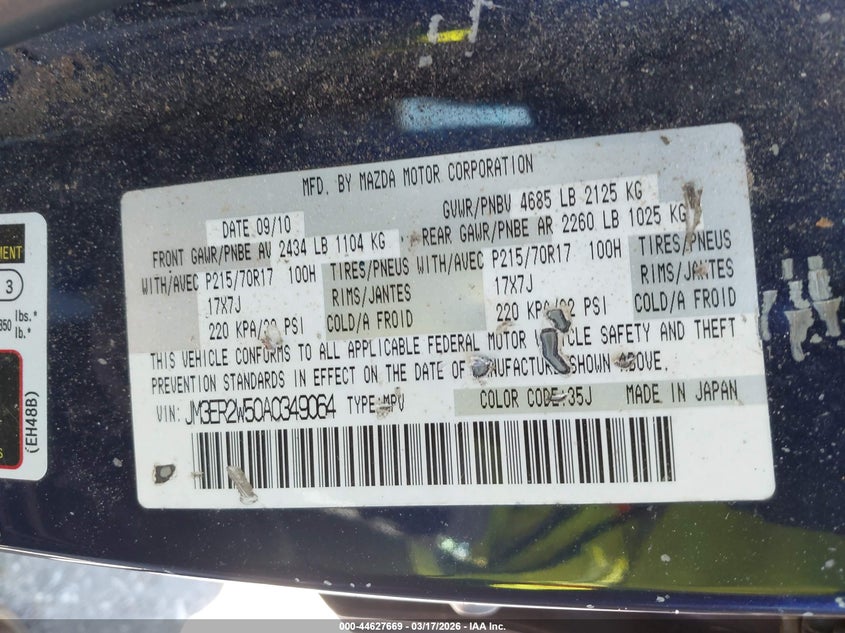 MFD. BY MAZDA MOTOR CORPORATION
DATE 09/10 GVWR/PNBV 4685 LB 2125 KG
FRONT GAWR/PNBE AV 2434 LB 1104 KG, REAR GAWR/PNBE AR 2260 LB 1025 KG
WITH/AVEC P215/70R17 100H TIRES/PNEUS WITH/AVEC P215/70R17 100H TIRES/PNEUS
17X7J RIMS/JANTES 17X7J RIMS/JANTES
220 KPA/32 PSI COLD/A FROID 220 KPA/32 PSI COLD/A FROID
THIS VEHICLE CONFORMS TO ALL APPLICABLE FEDERAL MOTOR VEHICLE SAFETY AND THEFT
PREVENTION STANDARDS IN EFFECT ON THE DATE OF MANUFACTURE SHOWN ABOVE.
VIN: JM3ER2W50A0349064 TYPE:MPV COLOR CODE:35J MADE IN JAPAN
MENT
3
lbs.*
lb.*
(EH48B)
000-44627669 - 03/17/2026 - IAA Inc.